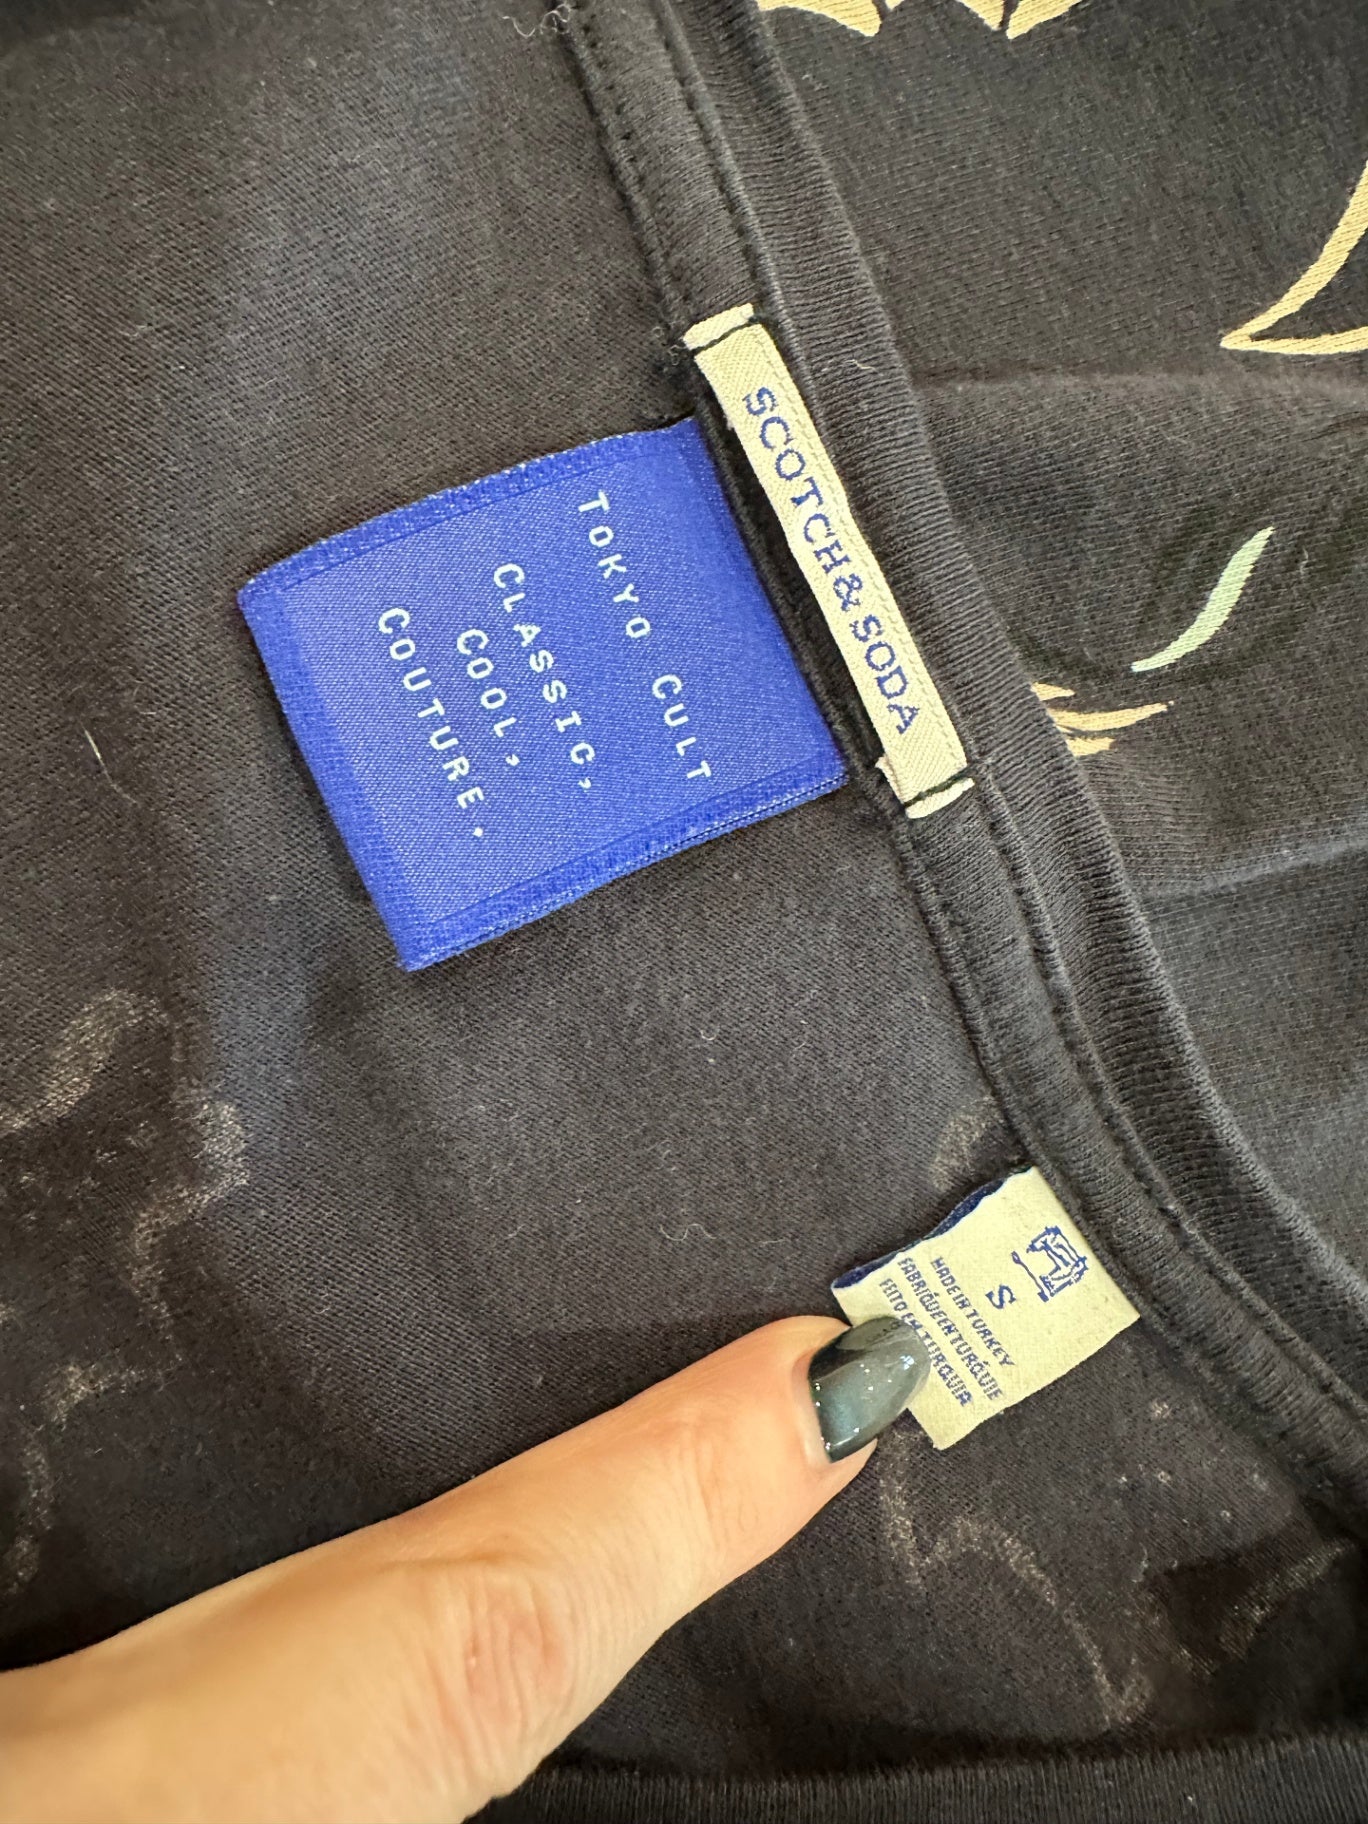 SCOTCH & SODA
TOKYO CULT
CLASSIC,
COOL,
COUTURE.
S
MADE IN TURKEY
FABRIQUÉ EN TURQUIE
FEITO EM TURQUIA